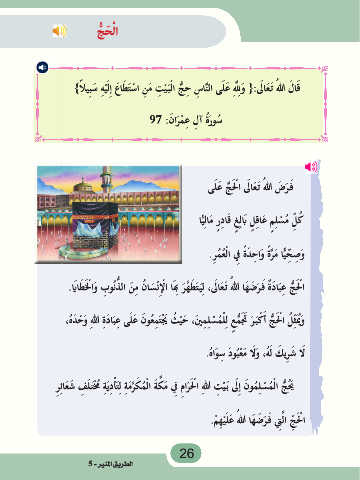 الْحَجُّ
قَالَ اللهُ تَعَالَى: { وَلِلَّهِ عَلَى النَّاسِ حِجُّ الْبَيْتِ مَنِ اسْتَطَاعَ إِلَيْهِ سَبِيلاً}
سُورَةُ آلِ عِمْرَانَ: 97
فَرَضَ اللهُ تَعَالَى الْحَجَّ عَلَى
كُلِّ مُسْلِمٍ عَاقِلٍ بَالِغٍ قَادِرٍ مَالِيًّا
وَصِحِّيًّا مَرَّةً وَاحِدَةً فِي الْعُمُرِ.
الْحَجُّ عِبَادَةٌ فَرَضَهَا اللهُ تَعَالَى، لِيَتَطَهَّرَ بِهَا الْإِنْسَانُ مِنَ الذُّنُوبِ وَالْخَطَايَا.
وَيُمَثِّلُ الْحَجُّ أَكْبَرَ تَجَمُّعٍ لِلْمُسْلِمِينَ، حَيْثُ يَجْتَمِعُونَ عَلَى عِبَادَةِ اللهِ وَحْدَهُ،
لَا شَرِيكَ لَهُ، وَلَا مَعْبُودَ سِوَاهُ.
يَحُجُّ الْمُسْلِمُونَ إِلَى بَيْتِ اللهِ الْحَرَامِ فِي مَكَّةَ الْمُكَرَّمَةِ لِتَأْدِيَةِ مُخْتَلَفِ شَعَائِرِ
الْحَجِّ الَّتِي فَرَضَهَا اللهُ عَلَيْهِمْ.
26
الطريق المنير - 5